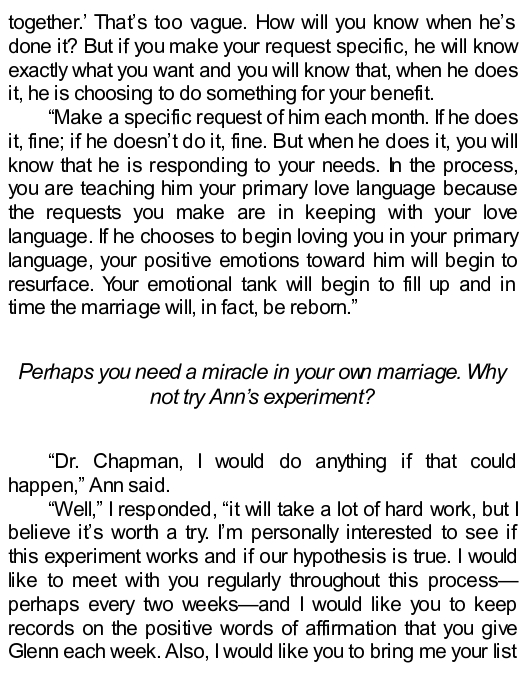 together.’ That’s too vague. How will you know when he’s
done it? But if you make your request specific, he will know
exactly what you want and you will know that, when he does
it, he is choosing to do something for your benefit.
“Make a specific request of him each month. If he does
it, fine; if he doesn’t do it, fine. But when he does it, you will
know that he is responding to your needs. In the process,
you are teaching him your primary love language because
the requests you make are in keeping with your love
language. If he chooses to begin loving you in your primary
language, your positive emotions toward him will begin to
resurface. Your emotional tank will begin to fill up and in
time the marriage will, in fact, be reborn.”
Perhaps you need a miracle in your own marriage. Why
not try Ann’s experiment?
“Dr. Chapman, I would do anything if that could
happen,” Ann said.
“Well,” I responded, “it will take a lot of hard work, but I
believe it’s worth a try. I’m personally interested to see if
this experiment works and if our hypothesis is true. I would
like to meet with you regularly throughout this process—
perhaps every two weeks—and I would like you to keep
records on the positive words of affirmation that you give
Glenn each week. Also, I would like you to bring me your list